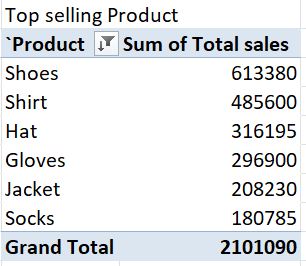 Top selling Product
`Product Sum of Total sales
Shoes 613380
Shirt 485600
Hat 316195
Gloves 296900
Jacket 208230
Socks 180785
Grand Total 2101090